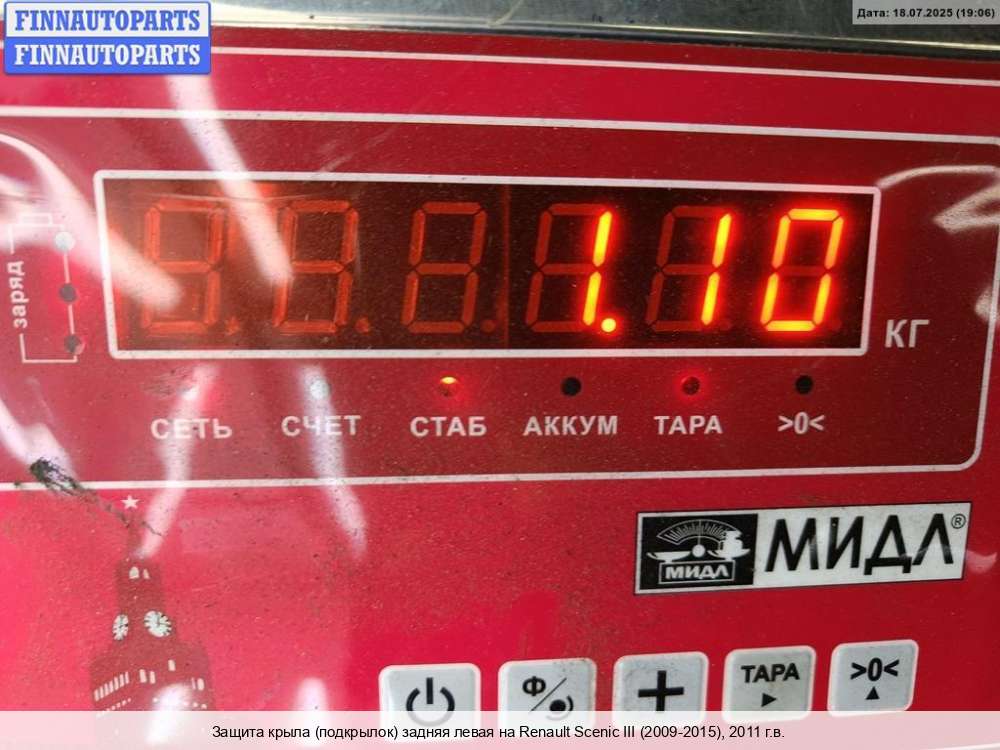 FINNAUTOPARTS
FINNAUTOPARTS
Дата: 18.07.2025 (19:06)
заряд
1.10
КГ
СЕТЬ СЧЕТ СТАБ АККУМ ТАРА >0<
МИДЛ МИДЛ®
Ф ТАРА >0<
Защита крыла (подкрылок) задняя левая на Renault Scenic III (2009-2015), 2011 г.в.